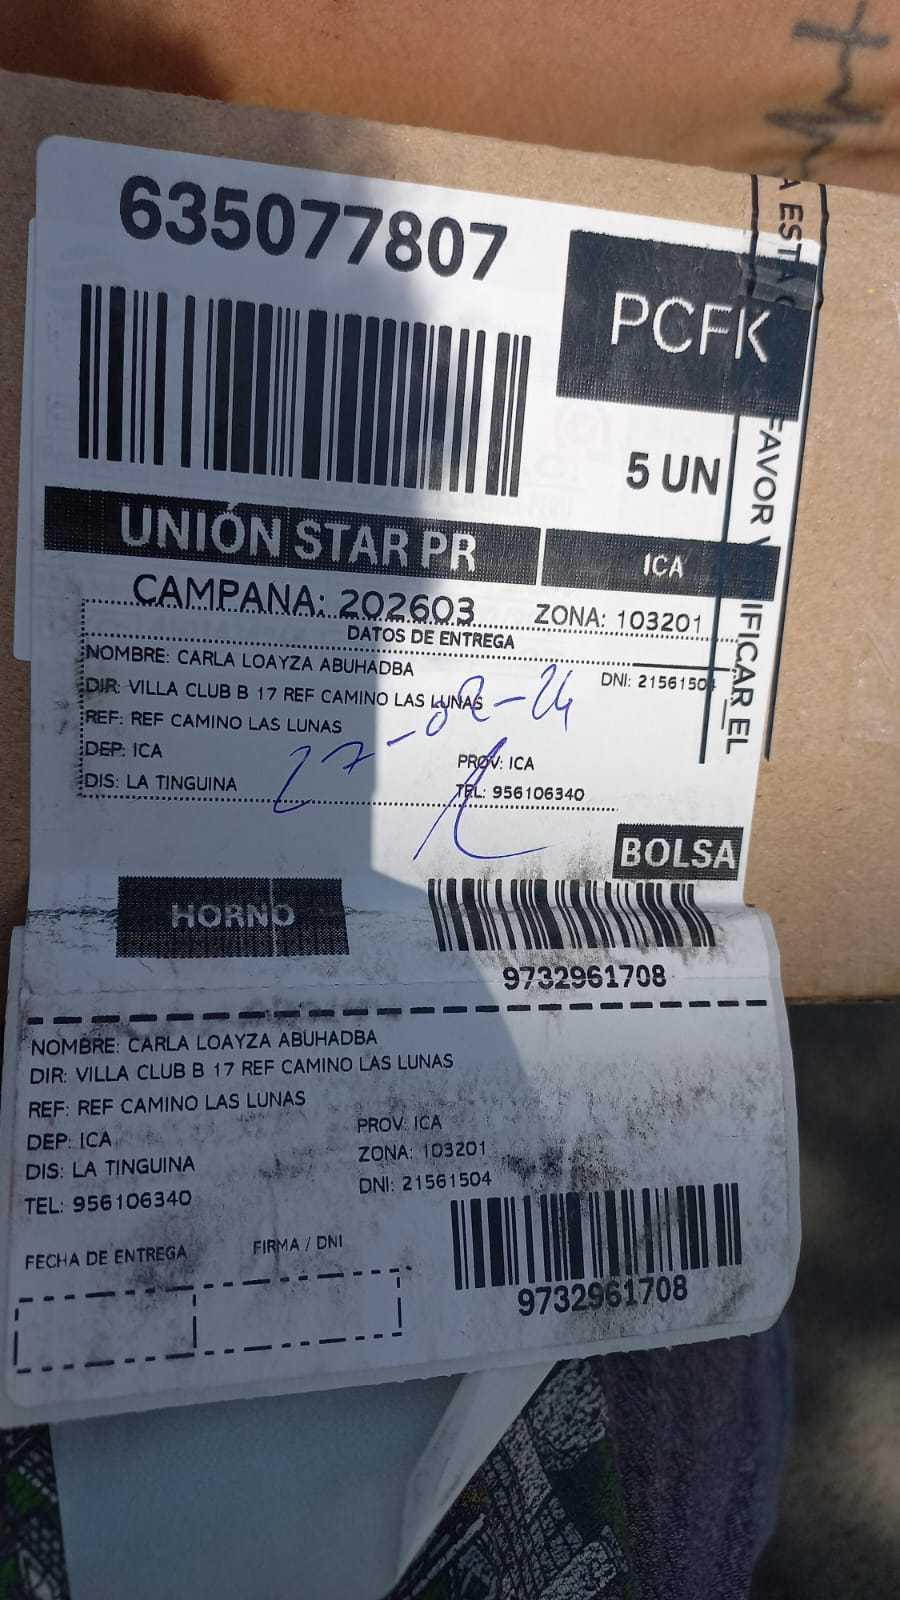 635077807
PCFK
5 UN
UNIÓN STAR PR
ICA
CAMPANA: 202603 ZONA: 103201
DATOS DE ENTREGA
NOMBRE: CARLA LOAYZA ABUHADBA
DNI: 21561504
DIR: VILLA CLUB B 17 REF CAMINO LAS LUNAS
REF: REF CAMINO LAS LUNAS
DEP: ICA PROV: ICA
DIS: LA TINGUINA TEL: 956106340
BOLSA
HORNO
9732961708
NOMBRE: CARLA LOAYZA ABUHADBA
DIR: VILLA CLUB B 17 REF CAMINO LAS LUNAS
REF: REF CAMINO LAS LUNAS
DEP: ICA PROV: ICA
DIS: LA TINGUINA ZONA: 103201
TEL: 956106340 DNI: 21561504
FECHA DE ENTREGA FIRMA / DNI
9732961708
A ESTA
FAVOR
EL